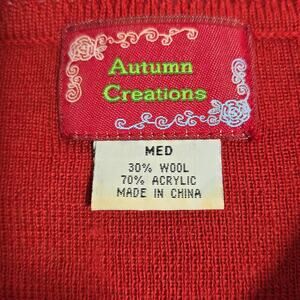 Autumn
Creations
MED
30% WOOL
70% ACRYLIC
MADE IN CHINA